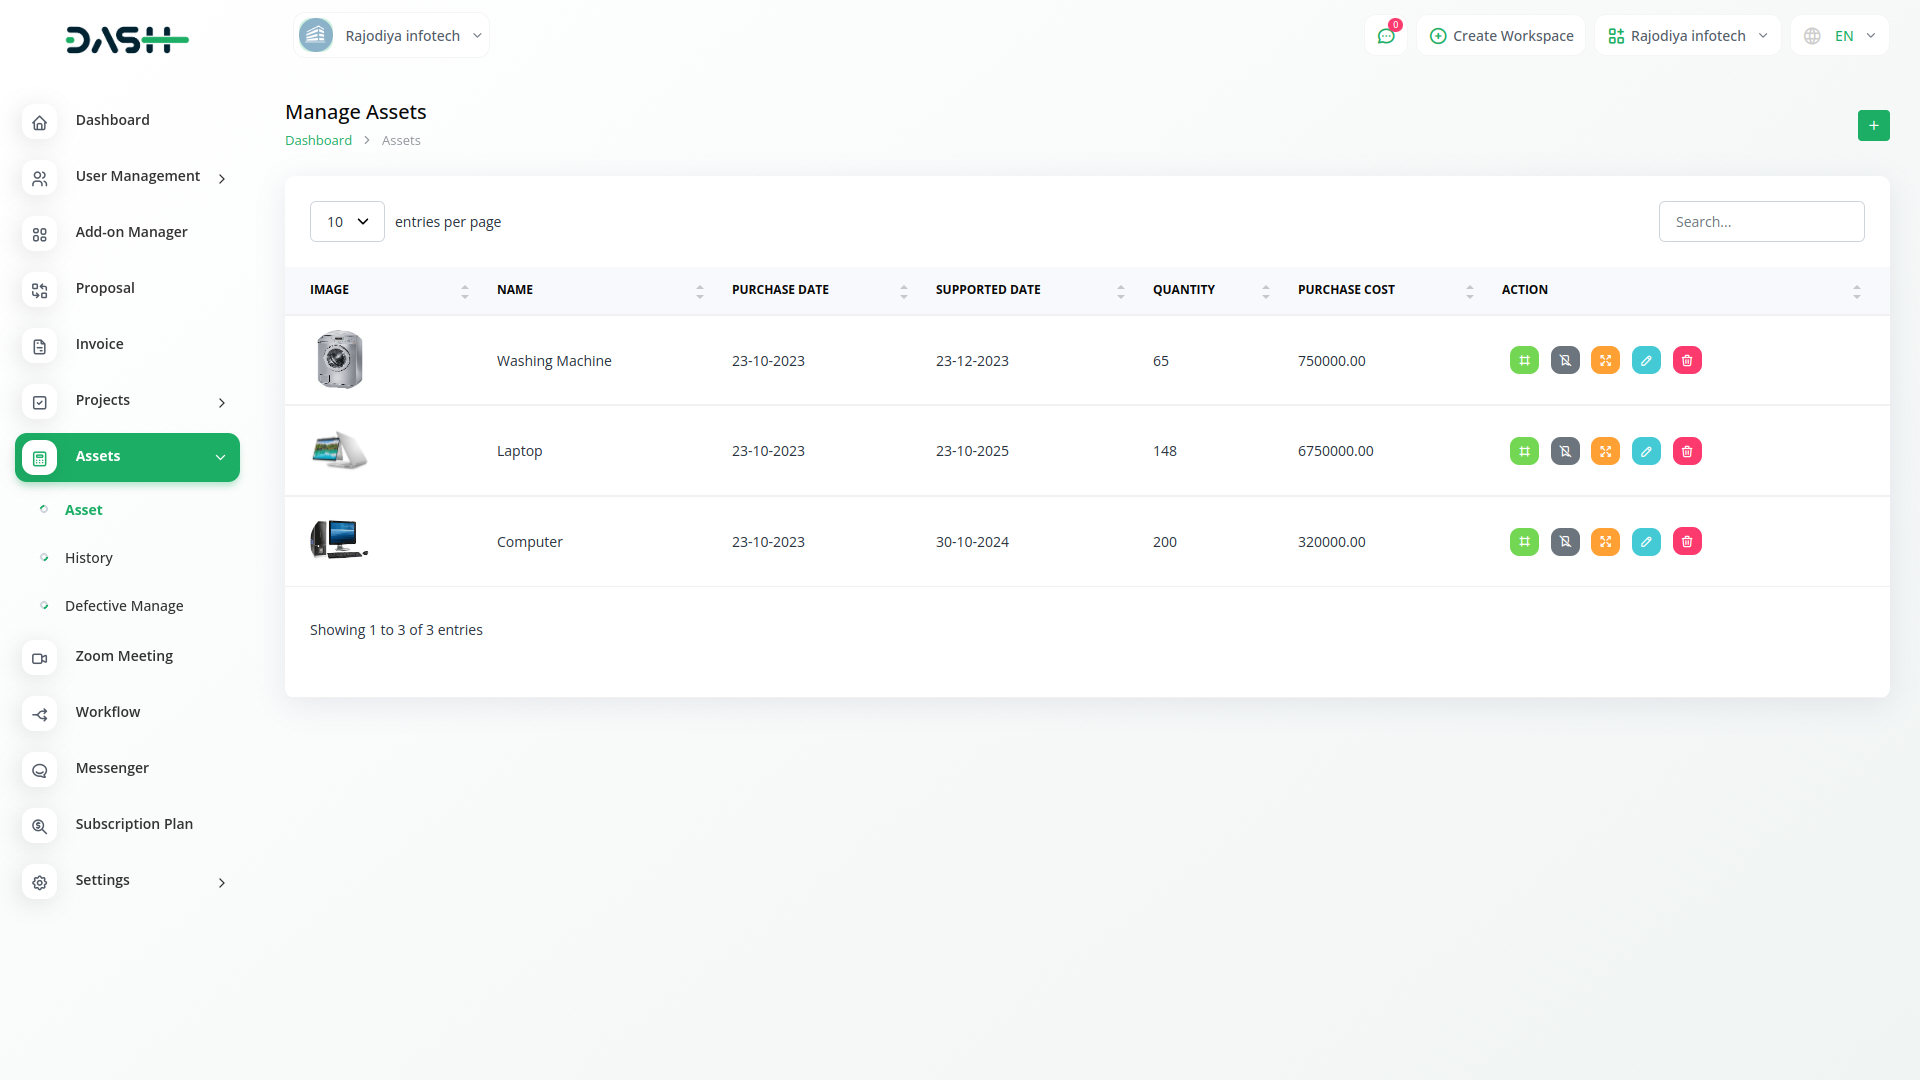 DASH
Rajodiya infotech
0
Create Workspace
Rajodiya infotech
EN
Dashboard
User Management
Add-on Manager
Proposal
Invoice
Projects
Assets
Asset
History
Defective Manage
Zoom Meeting
Workflow
Messenger
Subscription Plan
Settings
Manage Assets
Dashboard > Assets
+
10 entries per page
Search...
IMAGE NAME PURCHASE DATE SUPPORTED DATE QUANTITY PURCHASE COST ACTION
Washing Machine 23-10-2023 23-12-2023 65 750000.00
Laptop 23-10-2023 23-10-2025 148 6750000.00
Computer 23-10-2023 30-10-2024 200 320000.00
Showing 1 to 3 of 3 entries